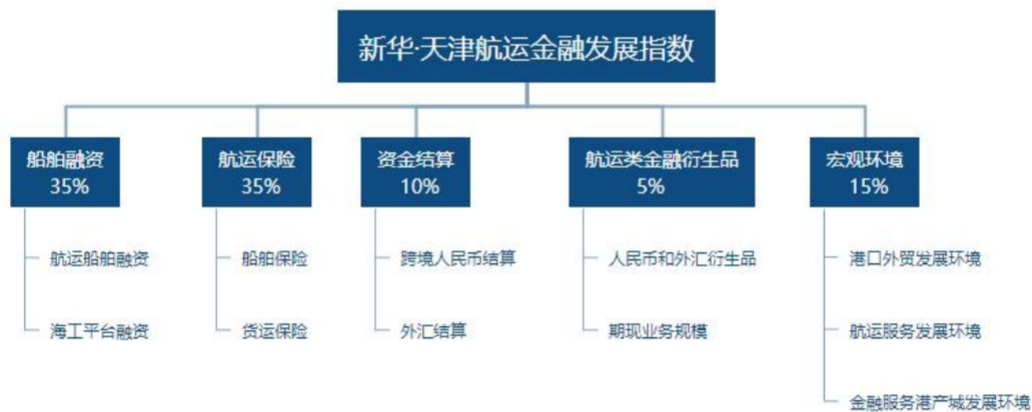 新华·天津航运金融发展指数
船舶融资
35%
航运船舶融资
海工平台融资
航运保险
35%
船舶保险
货运保险
资金结算
10%
跨境人民币结算
外汇结算
航运类金融衍生品
5%
人民币和外汇衍生品
期现业务规模
宏观环境
15%
港口外贸发展环境
航运服务发展环境
金融服务港产城发展环境